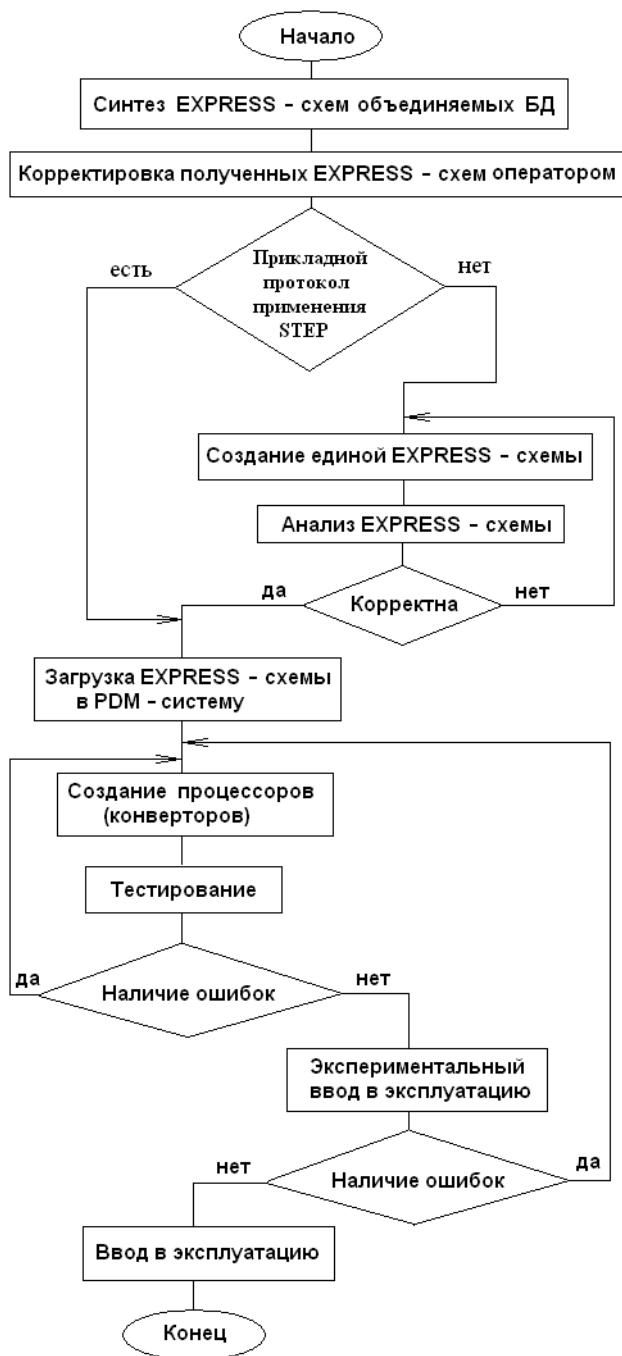 Начало
Синтез EXPRESS - схем объединяемых БД
Корректировка полученных EXPRESS - схем оператором
есть
Прикладной
протокол
применения
STEP
нет
Создание единой EXPRESS - схемы
Анализ EXPRESS - схемы
да
Корректна
нет
Загрузка EXPRESS - схемы
в PDM - систему
Создание процессоров
(конверторов)
Тестирование
да
Наличие ошибок
нет
Экспериментальный
ввод в эксплуатацию
нет
Наличие ошибок
да
Ввод в эксплуатацию
Конец